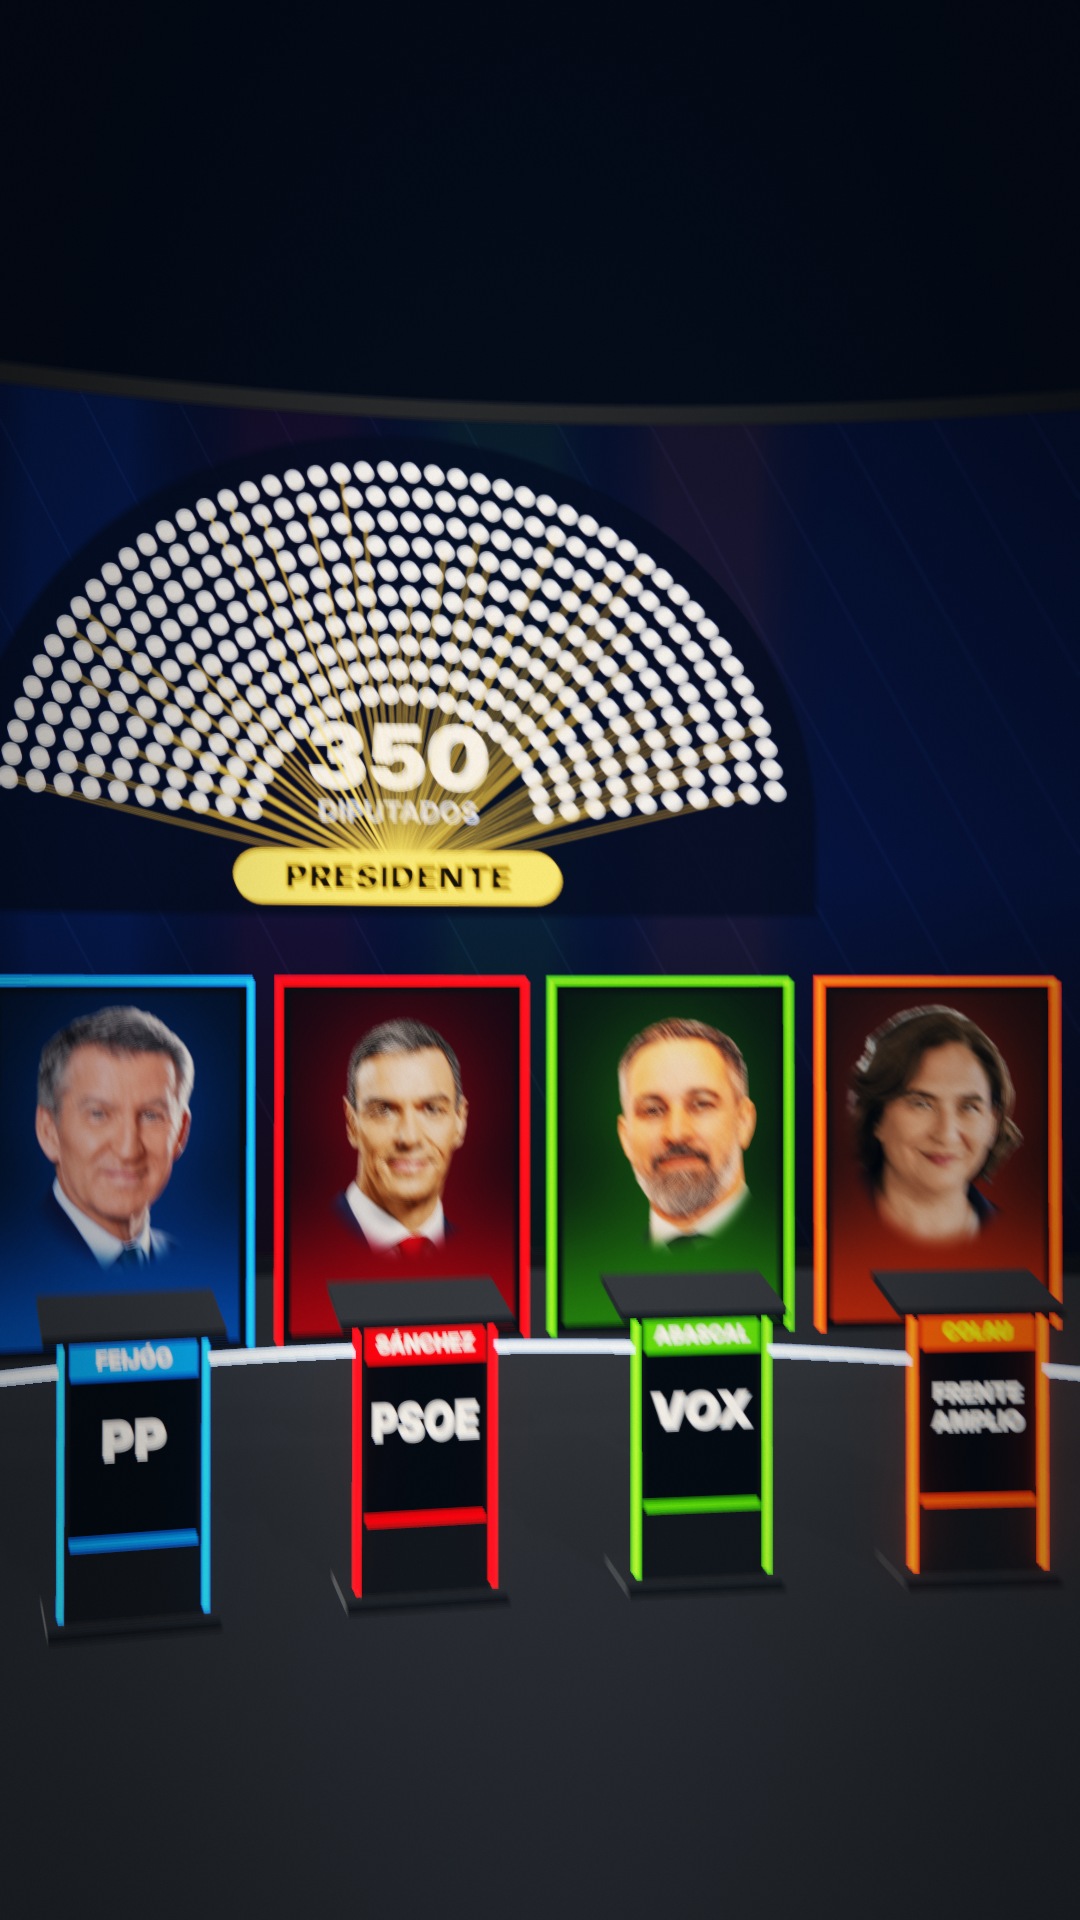 350
DIPUTADOS
PRESIDENTE
FEIJÓO
PP
SÁNCHEZ
PSOE
ABASCAL
VOX
COLAU
FRENTE
AMPLIO